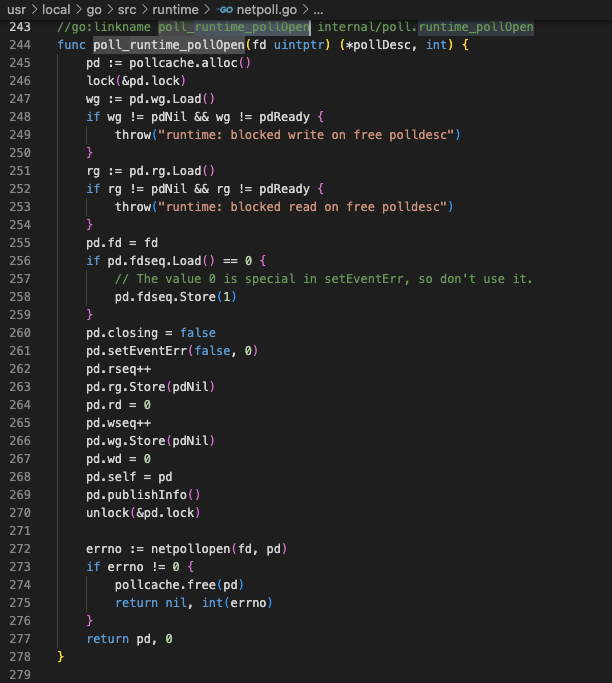 usr > local > go > src > runtime > netpoll.go > ...
243 //go:linkname poll_runtime_pollOpen internal/poll.runtime_pollOpen
244 func poll_runtime_pollOpen(fd uintptr) (*pollDesc, int) {
245     pd := pollcache.alloc()
246     lock(&pd.lock)
247     wg := pd.wg.Load()
248     if wg != pdNil && wg != pdReady {
249         throw("runtime: blocked write on free polldesc")
250     }
251     rg := pd.rg.Load()
252     if rg != pdNil && rg != pdReady {
253         throw("runtime: blocked read on free polldesc")
254     }
255     pd.fd = fd
256     if pd.fdseq.Load() == 0 {
257         // The value 0 is special in setEventErr, so don't use it.
258         pd.fdseq.Store(1)
259     }
260     pd.closing = false
261     pd.setEventErr(false, 0)
262     pd.rseq++
263     pd.rg.Store(pdNil)
264     pd.rd = 0
265     pd.wseq++
266     pd.wg.Store(pdNil)
267     pd.wd = 0
268     pd.self = pd
269     pd.publishInfo()
270     unlock(&pd.lock)
271
272     errno := netpollopen(fd, pd)
273     if errno != 0 {
274         pollcache.free(pd)
275         return nil, int(errno)
276     }
277     return pd, 0
278 }
279